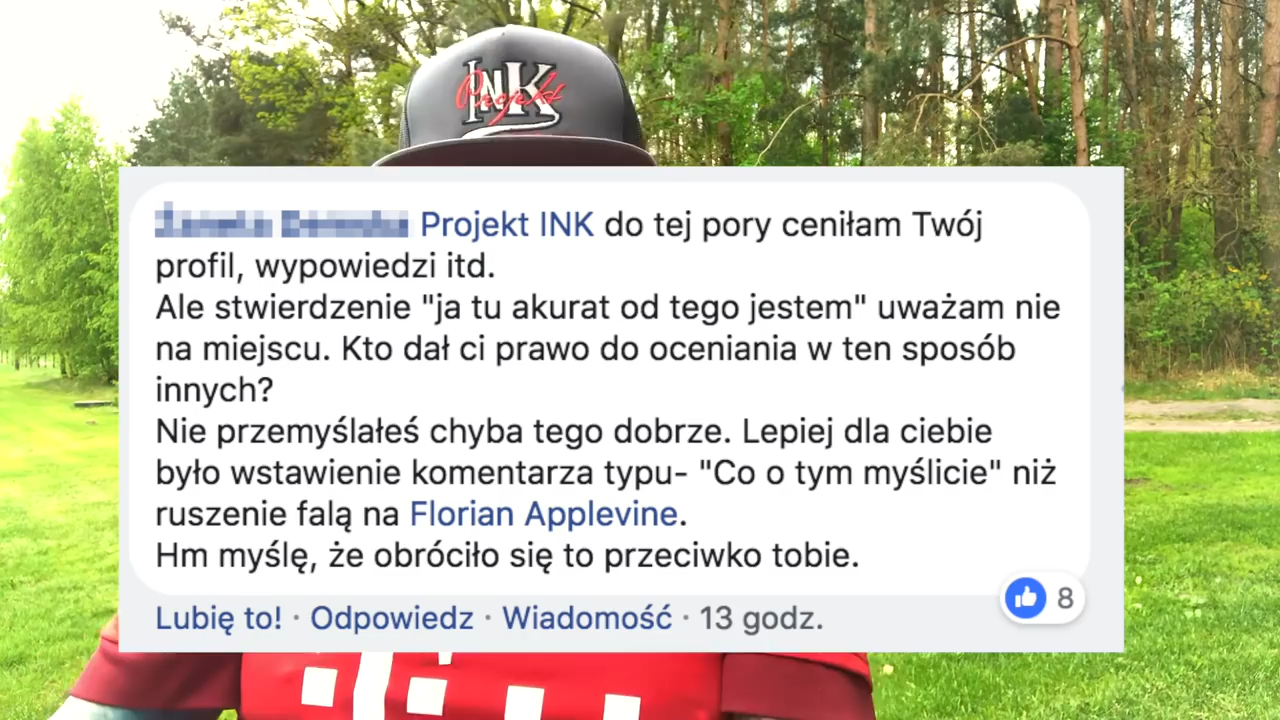 INK
Projekt
Projekt INK do tej pory ceniłam Twój
profil, wypowiedzi itd.
Ale stwierdzenie "ja tu akurat od tego jestem" uważam nie
na miejscu. Kto dał ci prawo do oceniania w ten sposób
innych?
Nie przemyślałeś chyba tego dobrze. Lepiej dla ciebie
było wstawienie komentarza typu- "Co o tym myślicie" niż
ruszenie falą na Florian Applevine.
Hm myślę, że obróciło się to przeciwko tobie.
8
Lubię to! · Odpowiedz · Wiadomość · 13 godz.